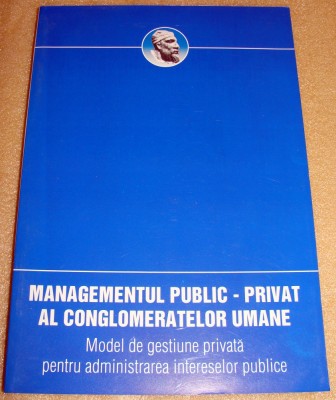 MANAGEMENTUL PUBLIC - PRIVAT
AL CONGLOMERATELOR UMANE
Model de gestiune privată
pentru administrarea intereselor publice